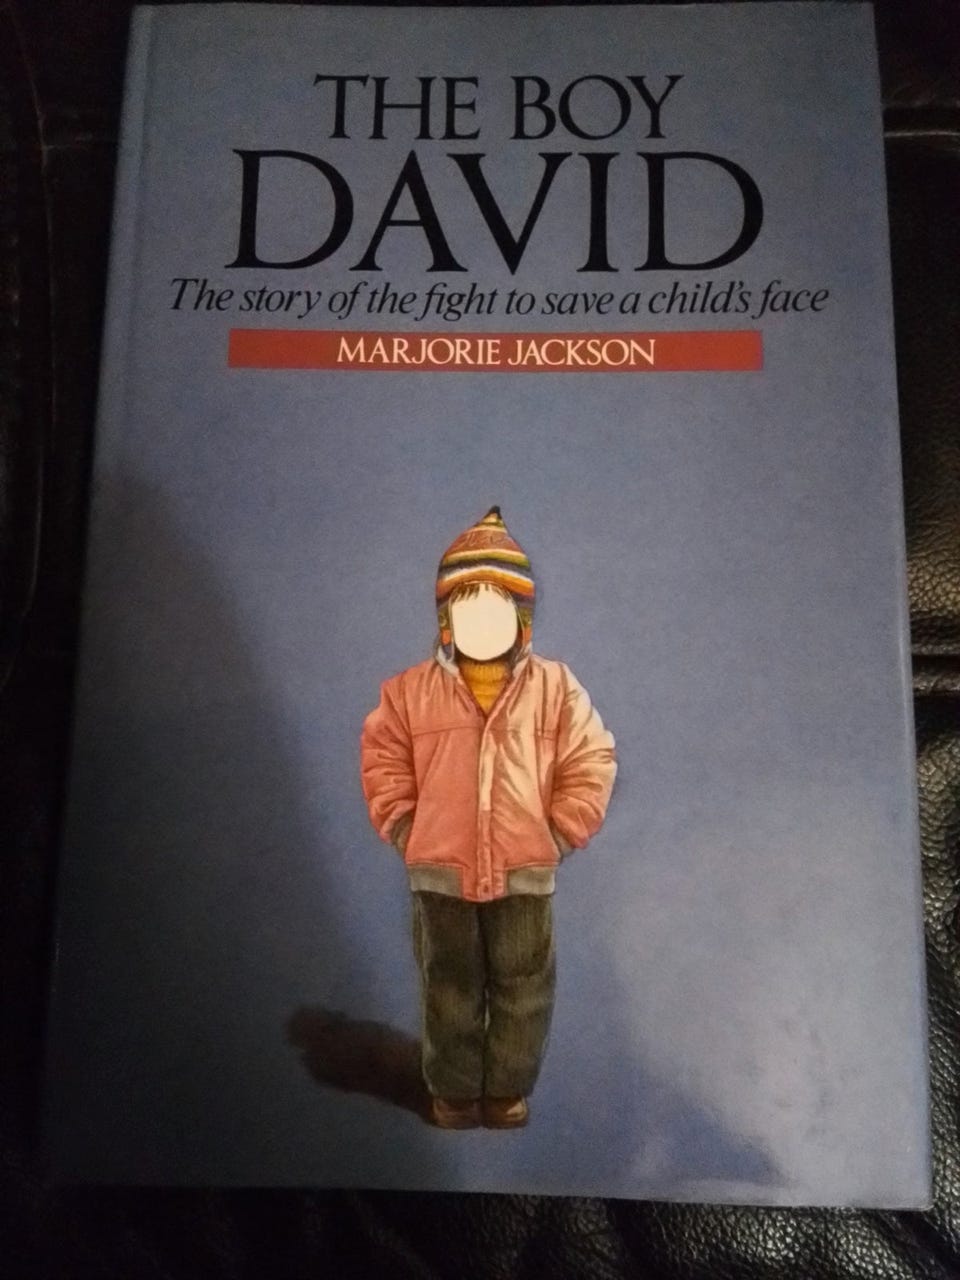 THE BOY
DAVID
The story of the fight to save a child's face
MARJORIE JACKSON